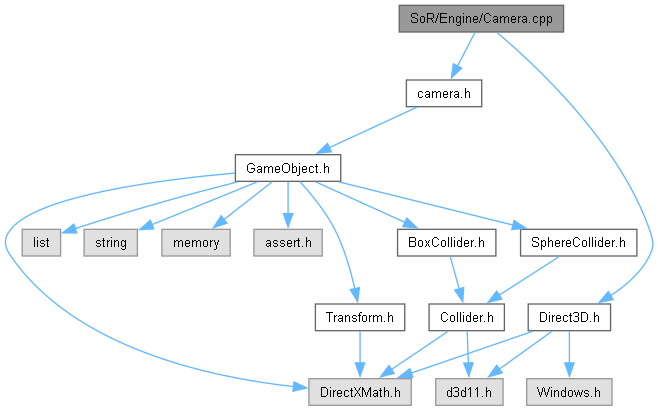 SoR/Engine/Camera.cpp
camera.h
GameObject.h
list
string
memory
assert.h
BoxCollider.h
SphereCollider.h
Transform.h
Collider.h
Direct3D.h
DirectXMath.h
d3d11.h
Windows.h